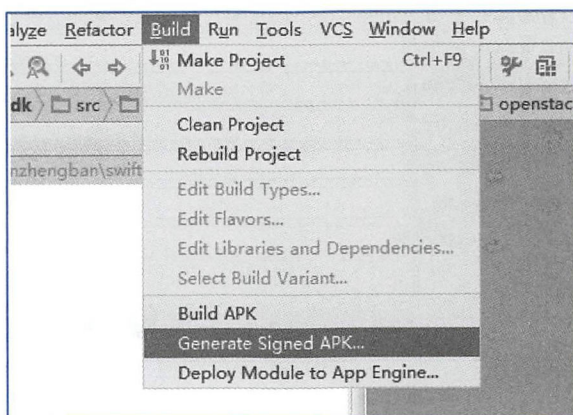 alyze Refactor Build Run Tools VCS Window Help
Make Project Ctrl+F9
Make
dk src openstac
Clean Project
Rebuild Project
nzhengban\swift
Edit Build Types...
Edit Flavors...
Edit Libraries and Dependencies...
Select Build Variant...
Build APK
Generate Signed APK...
Deploy Module to App Engine...